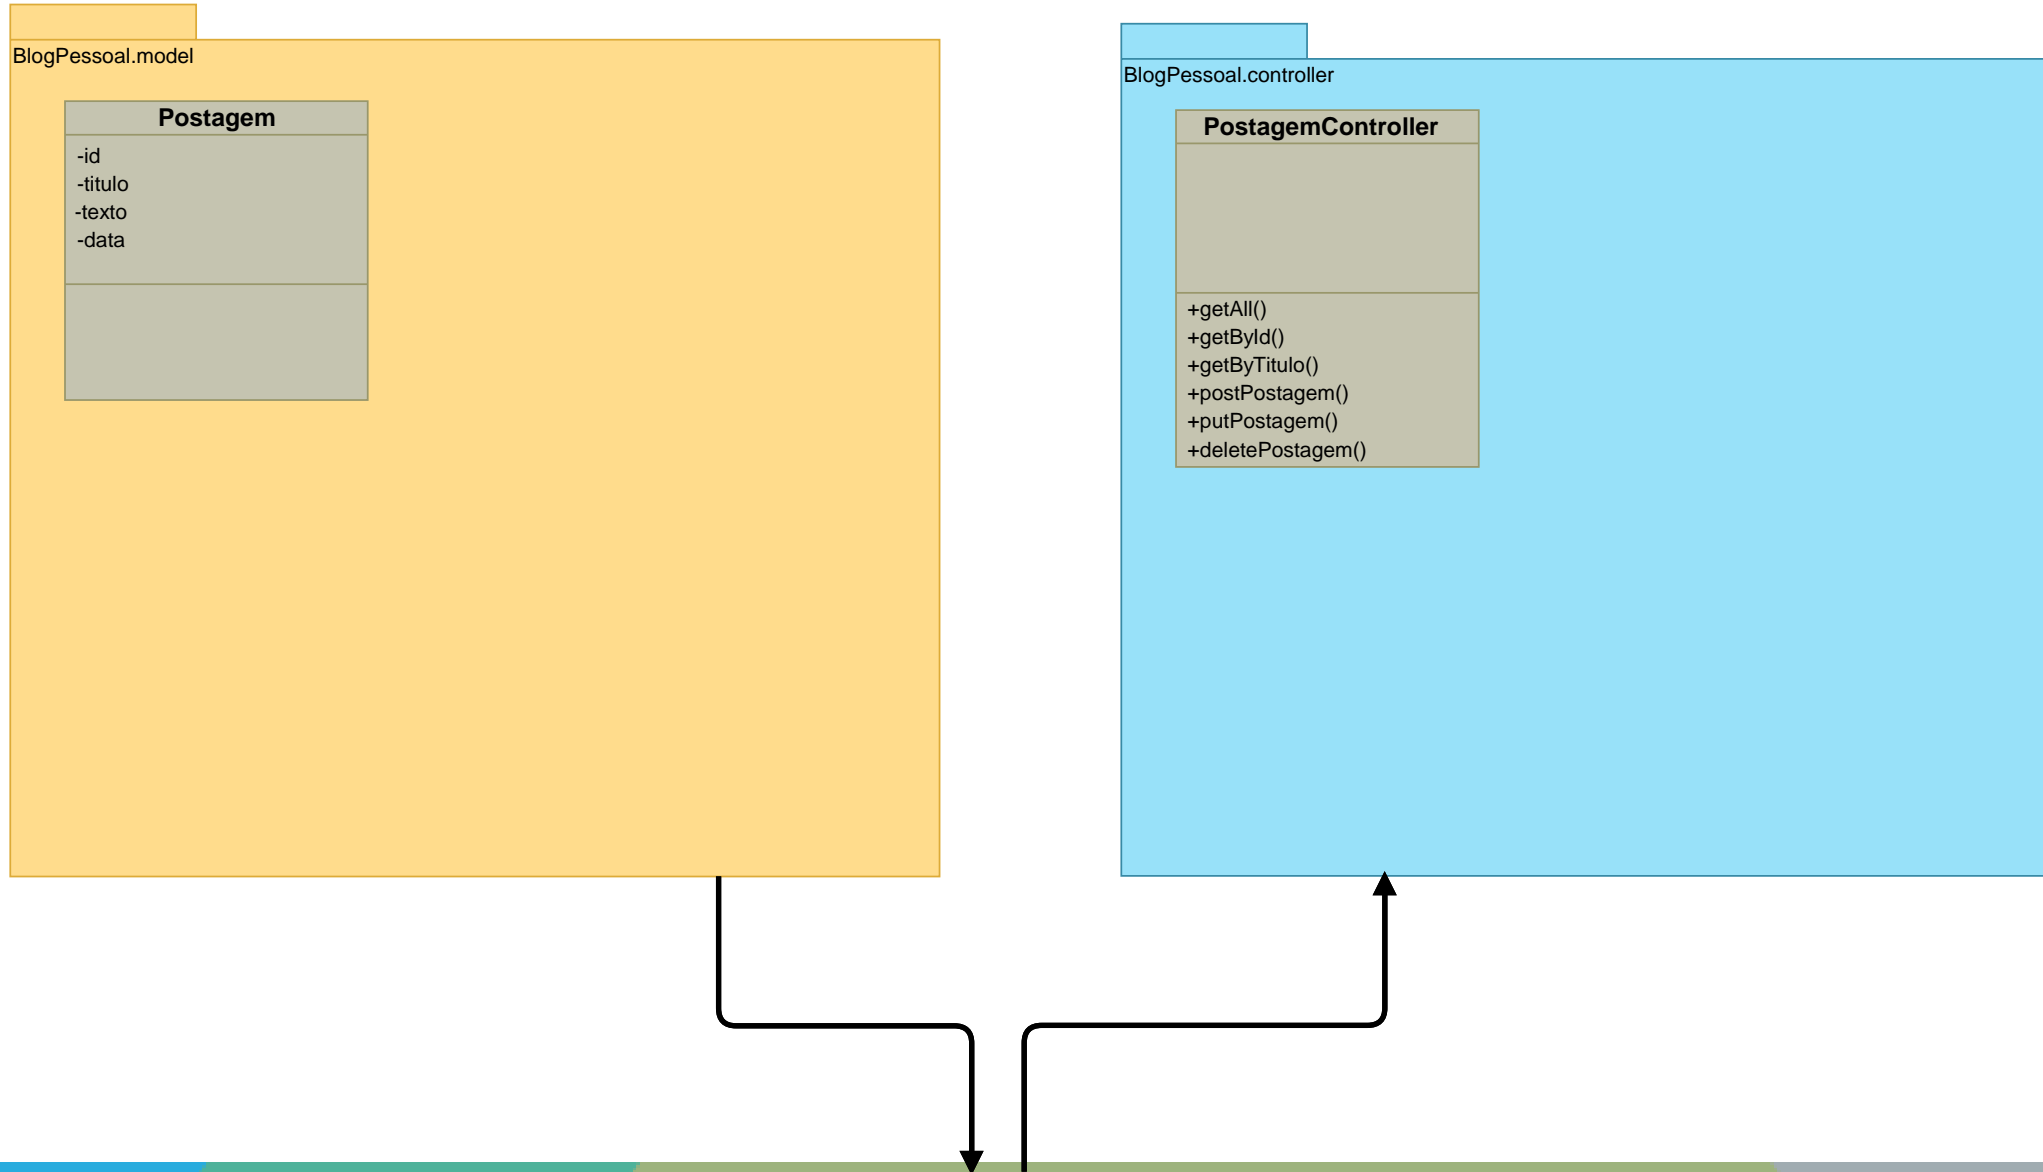 BlogPessoal.model
Postagem
-id
-titulo
-texto
-data
BlogPessoal.controller
PostagemController
+getAll()
+getById()
+getByTitulo()
+postPostagem()
+putPostagem()
+deletePostagem()